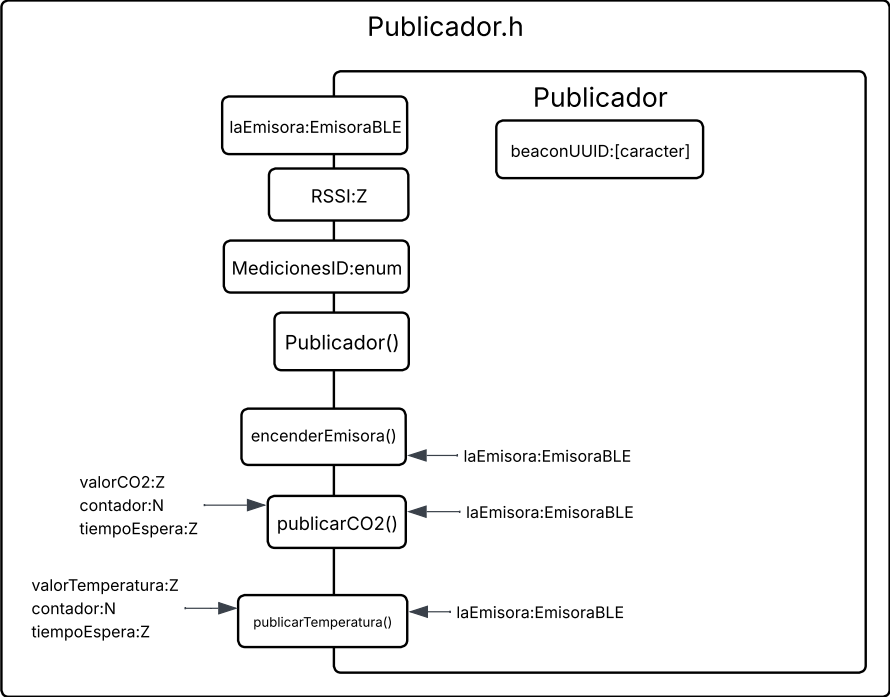 Publicador.h
Publicador
laEmisora:EmisoraBLE
beaconUUID:[caracter]
RSSI:Z
MedicionesID:enum
Publicador()
encenderEmisora()
laEmisora:EmisoraBLE
valorCO2:Z
contador:N
tiempoEspera:Z
publicarCO2()
laEmisora:EmisoraBLE
valorTemperatura:Z
contador:N
tiempoEspera:Z
publicarTemperatura()
laEmisora:EmisoraBLE